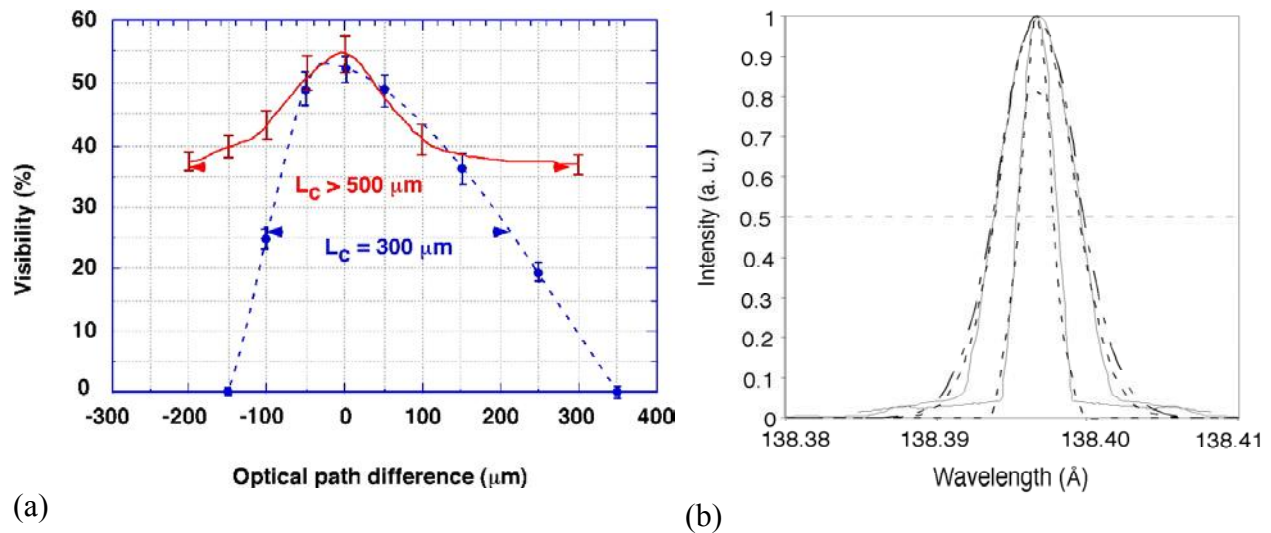 60
50
40
30
20
10
0
Visibility (%)
L_C > 500 µm
L_C = 300 µm
-300 -200 -100 0 100 200 300 400
Optical path difference (µm)
(a)
1
0.9
0.8
0.7
0.6
0.5
0.4
0.3
0.2
0.1
0
Intensity (a. u.)
138.38 138.39 138.40 138.41
Wavelength (Å)
(b)